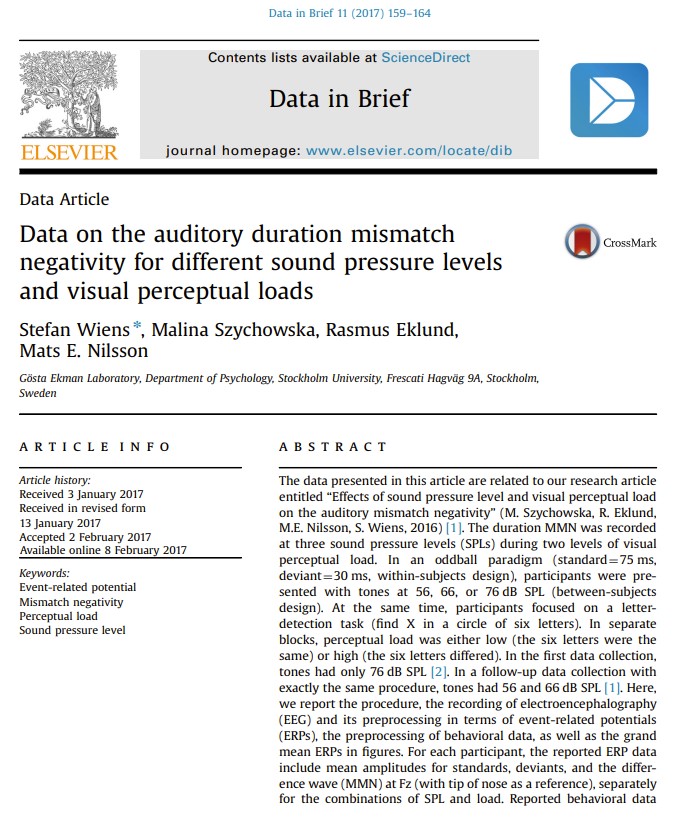 Data in Brief 11 (2017) 159–164
Contents lists available at ScienceDirect
Data in Brief
ELSEVIER
journal homepage: www.elsevier.com/locate/dib
Data Article
Data on the auditory duration mismatch
negativity for different sound pressure levels
and visual perceptual loads
CrossMark
Stefan Wiens *, Malina Szychowska, Rasmus Eklund,
Mats E. Nilsson
Gösta Ekman Laboratory, Department of Psychology, Stockholm University, Frescati Hagväg 9A, Stockholm,
Sweden
ARTICLE INFO
Article history:
Received 3 January 2017
Received in revised form
13 January 2017
Accepted 2 February 2017
Available online 8 February 2017
Keywords:
Event-related potential
Mismatch negativity
Perceptual load
Sound pressure level
ABSTRACT
The data presented in this article are related to our research article
entitled “Effects of sound pressure level and visual perceptual load
on the auditory mismatch negativity” (M. Szychowska, R. Eklund,
M.E. Nilsson, S. Wiens, 2016) [1]. The duration MMN was recorded
at three sound pressure levels (SPLs) during two levels of visual
perceptual load. In an oddball paradigm (standard=75 ms,
deviant=30 ms, within-subjects design), participants were pre-
sented with tones at 56, 66, or 76 dB SPL (between-subjects
design). At the same time, participants focused on a letter-
detection task (find X in a circle of six letters). In separate
blocks, perceptual load was either low (the six letters were the
same) or high (the six letters differed). In the first data collection,
tones had only 76 dB SPL [2]. In a follow-up data collection with
exactly the same procedure, tones had 56 and 66 dB SPL [1]. Here,
we report the procedure, the recording of electroencephalography
(EEG) and its preprocessing in terms of event-related potentials
(ERPs), the preprocessing of behavioral data, as well as the grand
mean ERPs in figures. For each participant, the reported ERP data
include mean amplitudes for standards, deviants, and the differ-
ence wave (MMN) at Fz (with tip of nose as a reference), separately
for the combinations of SPL and load. Reported behavioral data